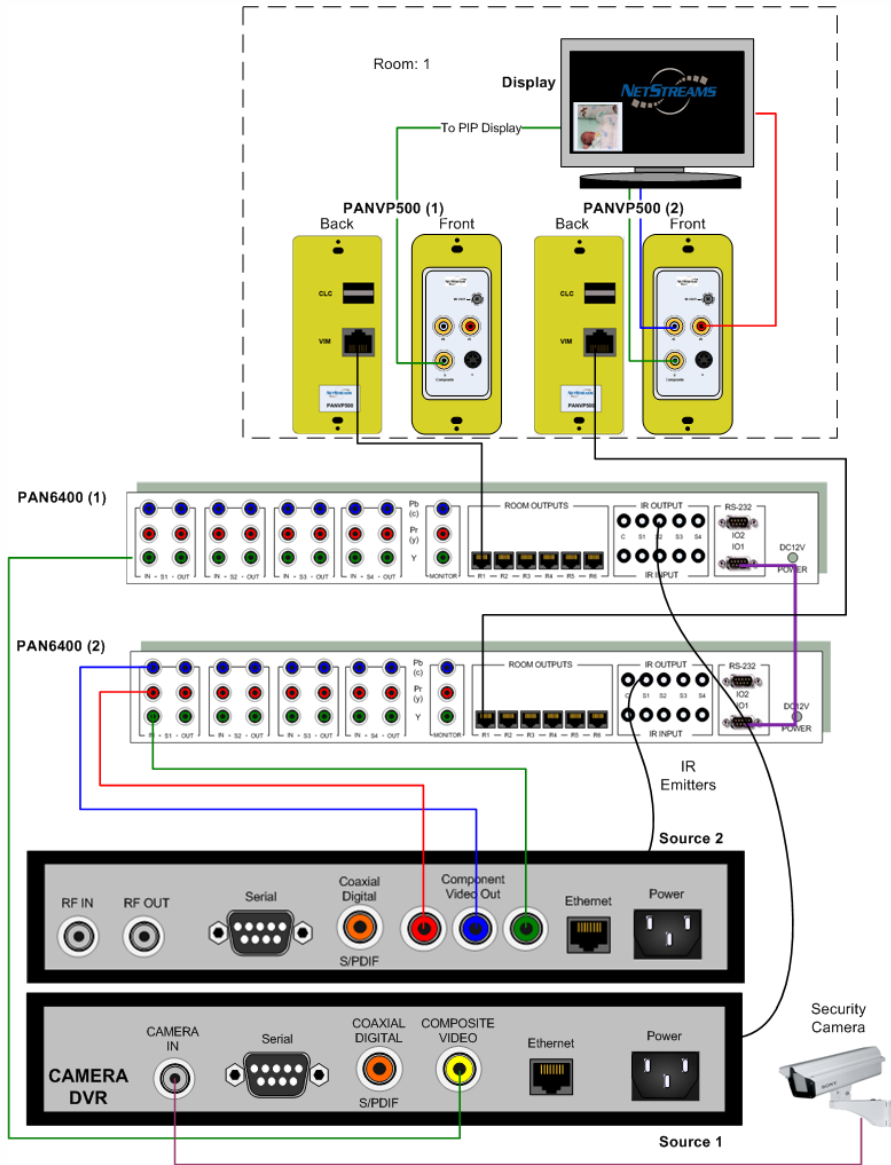 Room: 1
Display
NETSTREAMS
To PIP Display
PANVP500 (1)
PANVP500 (2)
Back
Front
Back
Front
CLC
CLC
VIM
VIM
Composite
Composite
NETSTREAMS
PANVP500
NETSTREAMS
PANVP500
PAN6400 (1)
Pb
(c)
Pr
(y)
Y
ROOM OUTPUTS
IR OUTPUT
RS-232
C S1 S2 S3 S4
IO2
IO1
DC12V
POWER
IN - S1 - OUT
IN - S2 - OUT
IN - S3 - OUT
IN - S4 - OUT
MONITOR
R1 - R2 - R3 - R4 - R5 - R6
IR INPUT
PAN6400 (2)
Pb
(c)
Pr
(y)
Y
ROOM OUTPUTS
IR OUTPUT
RS-232
C S1 S2 S3 S4
IO2
IO1
DC12V
POWER
IN - S1 - OUT
IN - S2 - OUT
IN - S3 - OUT
IN - S4 - OUT
MONITOR
R1 - R2 - R3 - R4 - R5 - R6
IR INPUT
IR
Emitters
Source 2
RF IN
RF OUT
Serial
Coaxial
Digital
S/PDIF
Component
Video Out
Ethernet
Power
Security
Camera
CAMERA
IN
Serial
COAXIAL
DIGITAL
S/PDIF
COMPOSITE
VIDEO
Ethernet
Power
CAMERA
DVR
SONY
Source 1